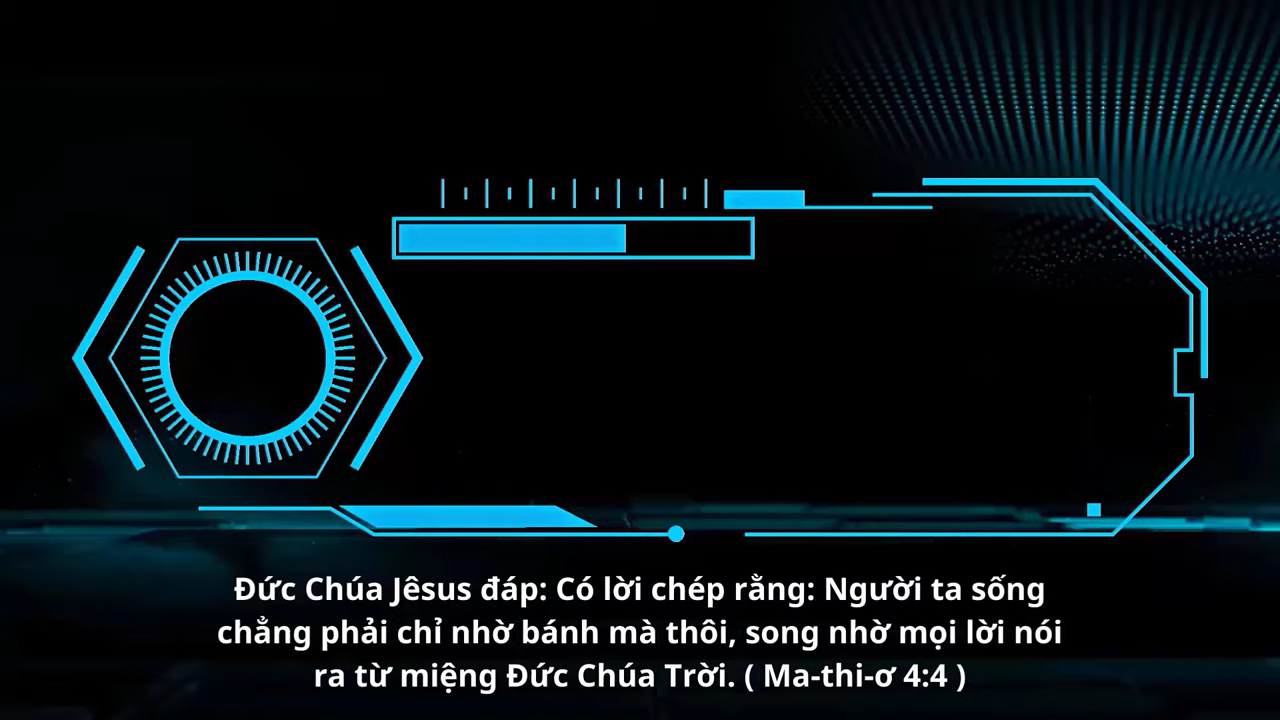 Đức Chúa Jêsus đáp: Có lời chép rằng: Người ta sống
chẳng phải chỉ nhờ bánh mà thôi, song nhờ mọi lời nói
ra từ miệng Đức Chúa Trời. ( Ma-thi-ơ 4:4 )